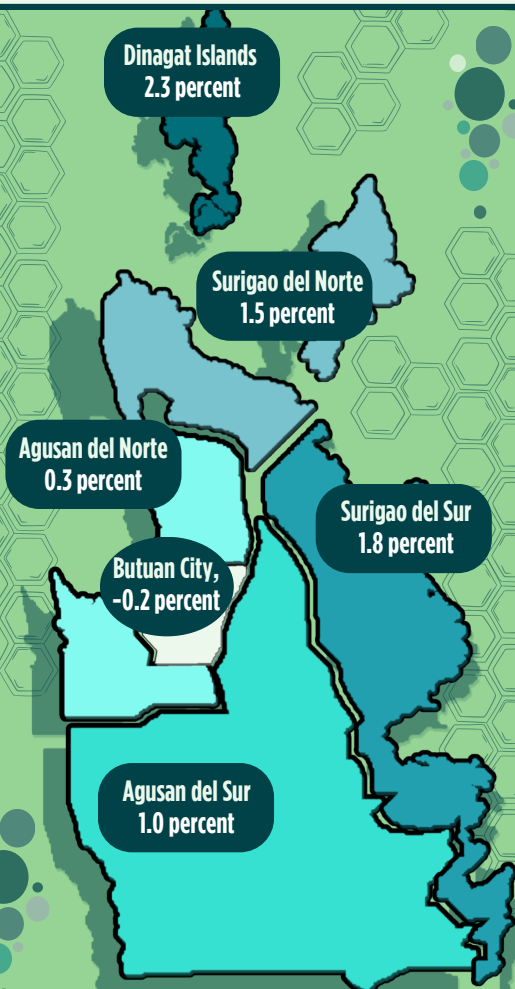 Dinagat Islands
2.3 percent
Surigao del Norte
1.5 percent
Agusan del Norte
0.3 percent
Surigao del Sur
1.8 percent
Butuan City,
-0.2 percent
Agusan del Sur
1.0 percent